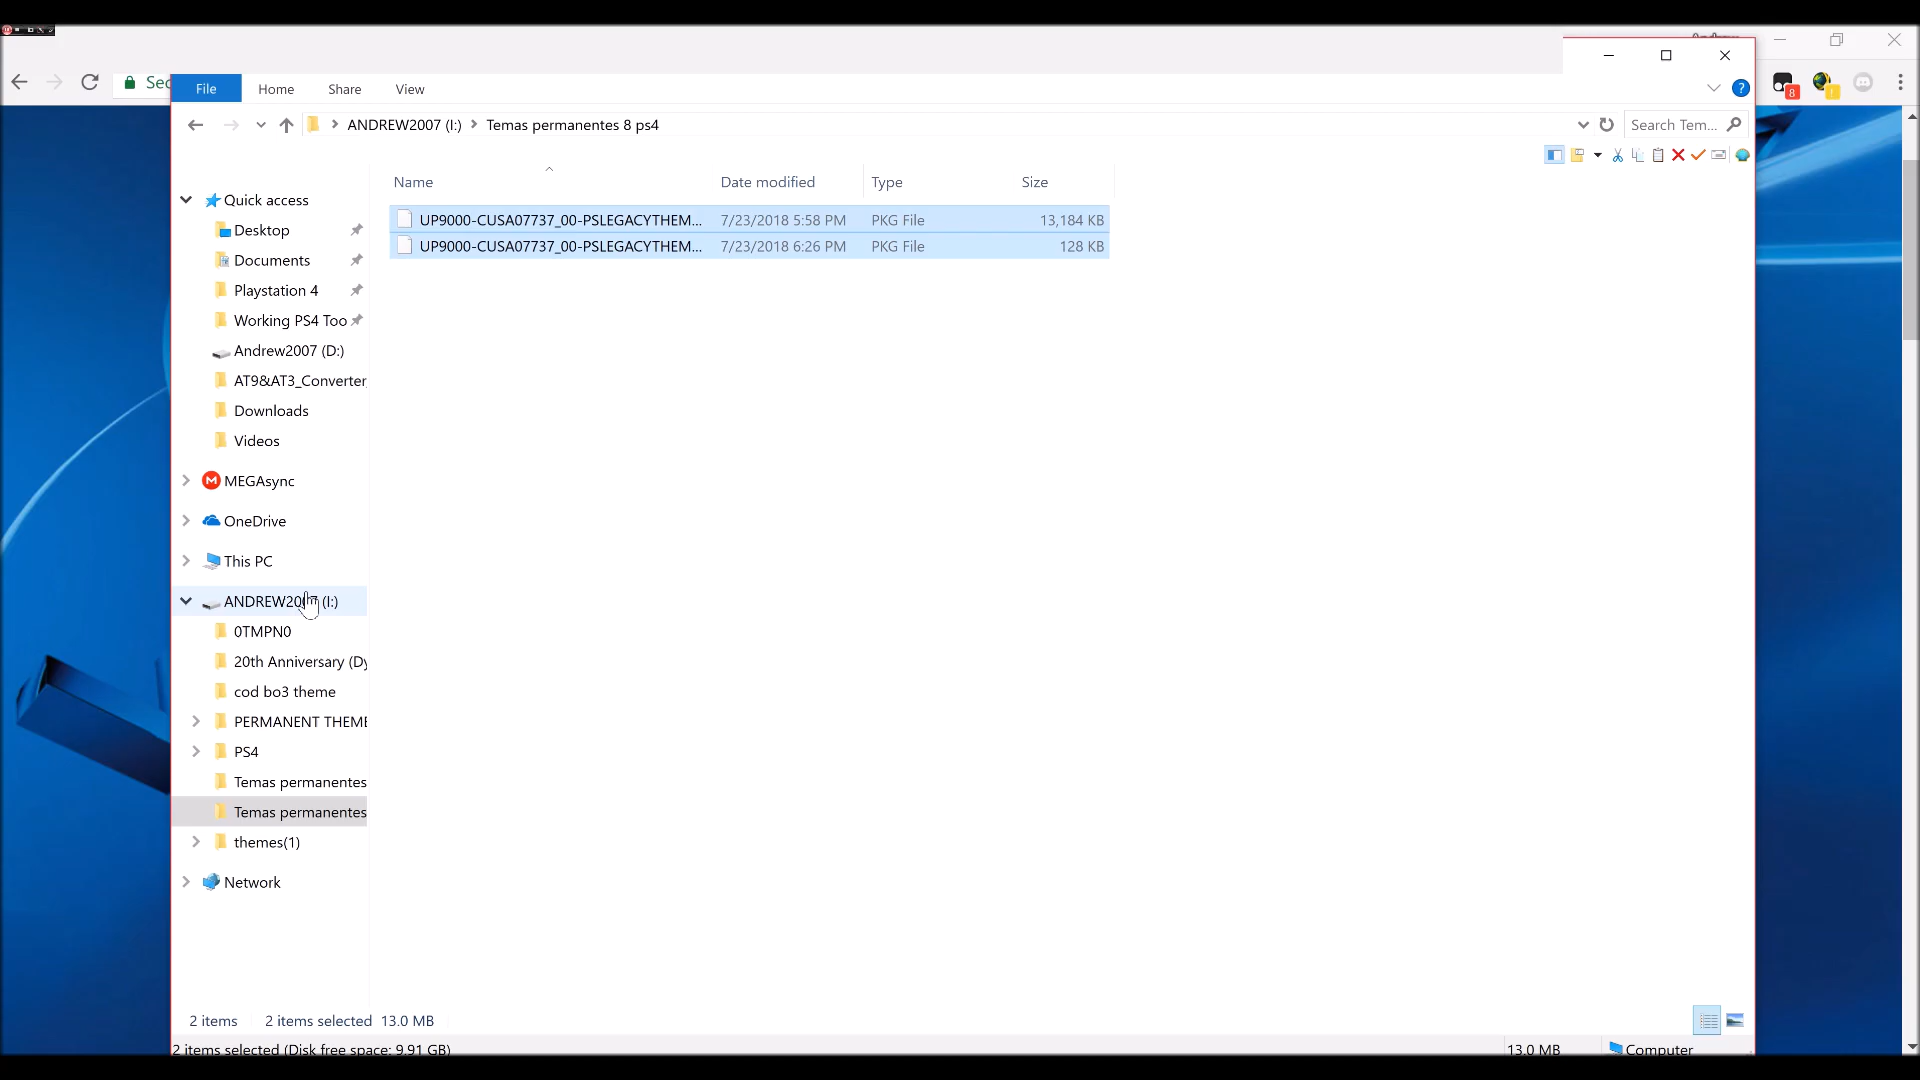 Sec
File
Home
Share
View
8
ANDREW2007 (I:)
Temas permanentes 8 ps4
Search Tem...
Name
Date modified
Type
Size
UP9000-CUSA07737_00-PSLEGACYTHEM...
7/23/2018 5:58 PM
PKG File
13,184 KB
UP9000-CUSA07737_00-PSLEGACYTHEM...
7/23/2018 6:26 PM
PKG File
128 KB
Quick access
Desktop
Documents
Playstation 4
Working PS4 Too
Andrew2007 (D:)
AT9&AT3_Converter
Downloads
Videos
MEGAsync
OneDrive
This PC
ANDREW2007 (I:)
0TMPN0
20th Anniversary (Dy
cod bo3 theme
PERMANENT THEME
PS4
Temas permanentes
Temas permanentes
themes(1)
Network
2 items
2 items selected 13.0 MB
2 items selected (Disk free space: 9.91 GB)
13.0 MB
Computer